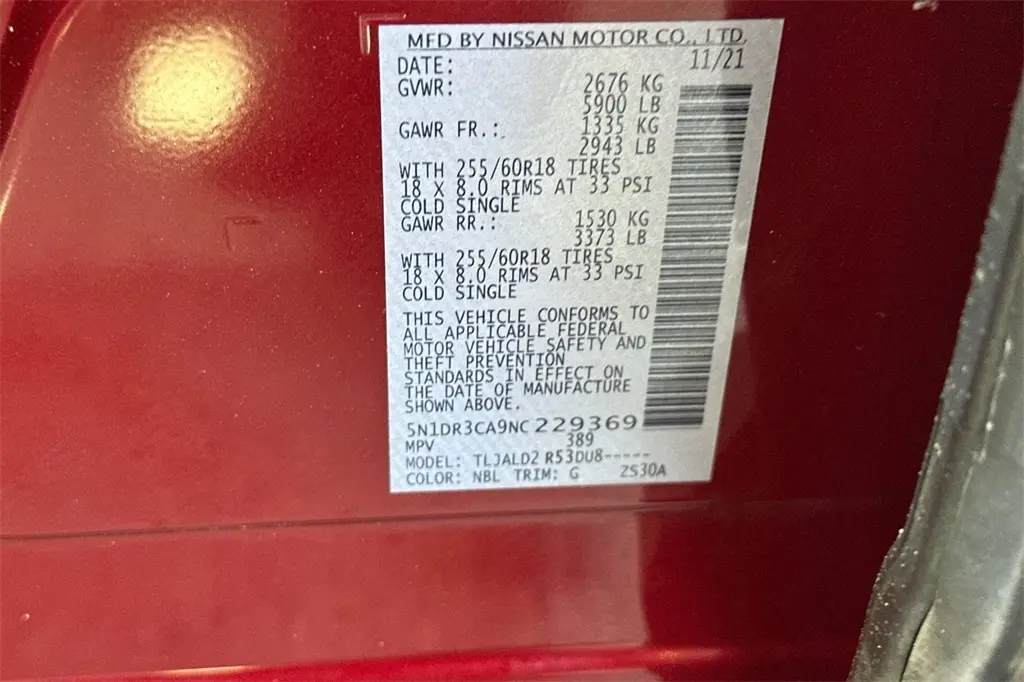 MFD BY NISSAN MOTOR CO., LTD.
DATE: 11/21
GVWR: 2676 KG
5900 LB
GAWR FR.: 1335 KG
2943 LB
WITH 255/60R18 TIRES
18 X 8.0 RIMS AT 33 PSI
COLD SINGLE
GAWR RR.: 1530 KG
3373 LB
WITH 255/60R18 TIRES
18 X 8.0 RIMS AT 33 PSI
COLD SINGLE
THIS VEHICLE CONFORMS TO
ALL APPLICABLE FEDERAL
MOTOR VEHICLE SAFETY AND
THEFT PREVENTION
STANDARDS IN EFFECT ON
THE DATE OF MANUFACTURE
SHOWN ABOVE.
5N1DR3CA9NC 229369
MPV 389
MODEL: TLJALD2 R53DU8-----
COLOR: NBL TRIM: G 2S30A